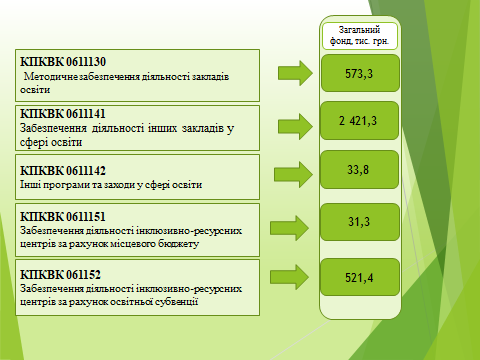 Загальний
фонд, тис. грн.
КПКВК 0611130
Методичне забезпечення діяльності закладів
освіти
573,3
КПКВК 0611141
Забезпечення діяльності інших закладів у
сфері освіти
2 421,3
КПКВК 0611142
Інші програми та заходи у сфері освіти
33,8
КПКВК 0611151
Забезпечення діяльності інклюзивно-ресурсних
центрів за рахунок місцевого бюджету
31,3
КПКВК 061152
Забезпечення діяльності інклюзивно-ресурсних
центрів за рахунок освітньої субвенції
521,4